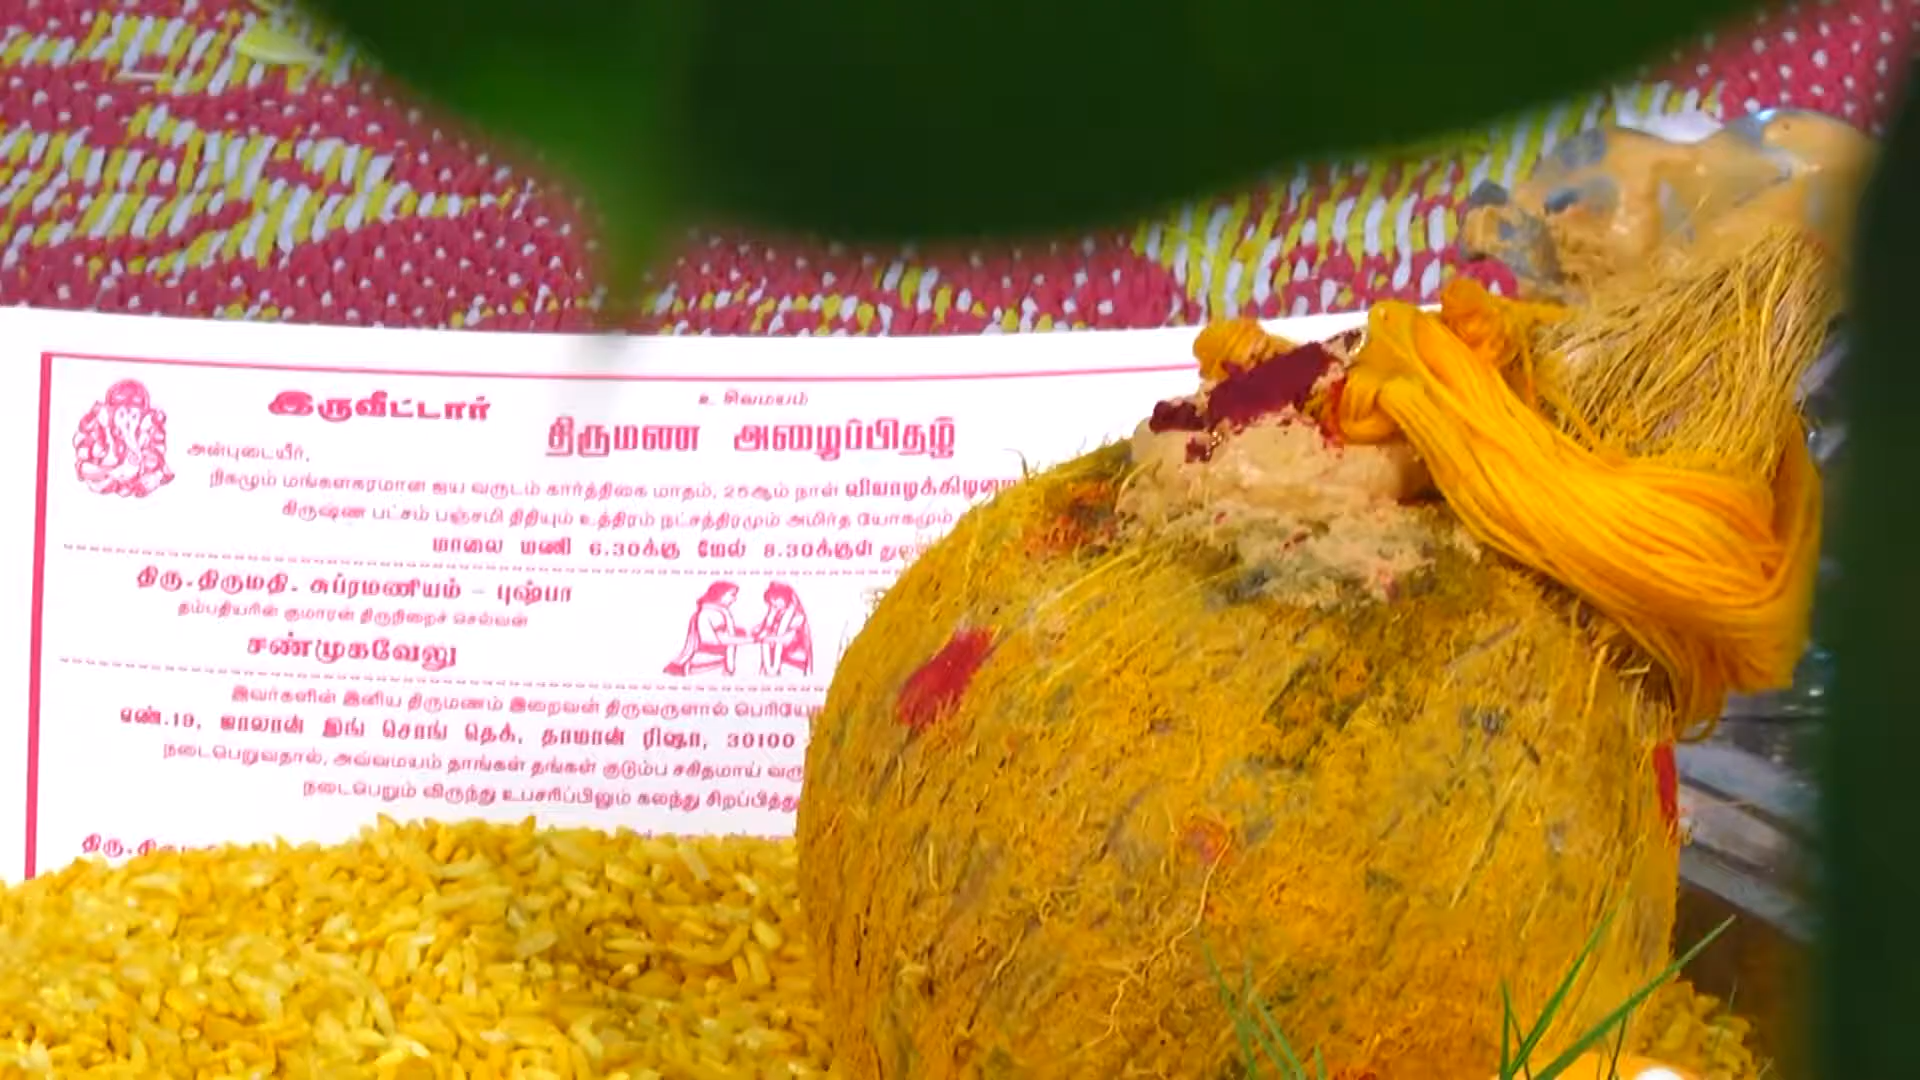 உ சிவமயம்
இருவீட்டார்
திருமண அழைப்பிதழ்
அன்புடையீர்,
நிகழும் மங்களகரமான ஜய வருடம் கார்த்திகை மாதம், 25ஆம் நாள் வியாழக்கிழமை
கிருஷ்ண பட்சம் பஞ்சமி திதியும் உத்திரம் நட்சத்திரமும் அமிர்த யோகமும்
மாலை மணி 6.30க்கு மேல் 8.30க்குள்
திரு.திருமதி. சுப்ரமணியம் - புஷ்பா
தம்பதியரின் குமாரன் திருநிறைச் செல்வன்
சண்முகவேலு
இவர்களின் இனிய திருமணம் இறைவன் திருவருளால்
எண்.19, ஜாலான் இங் சொங் தெக், தாமான் ரிஷா, 30100
நடைபெறுவதால், அவ்வமயம் தாங்கள் தங்கள் குடும்ப சகிதமாய்
நடைபெறும் விருந்து உபசரிப்பிலும் கலந்து
திரு.